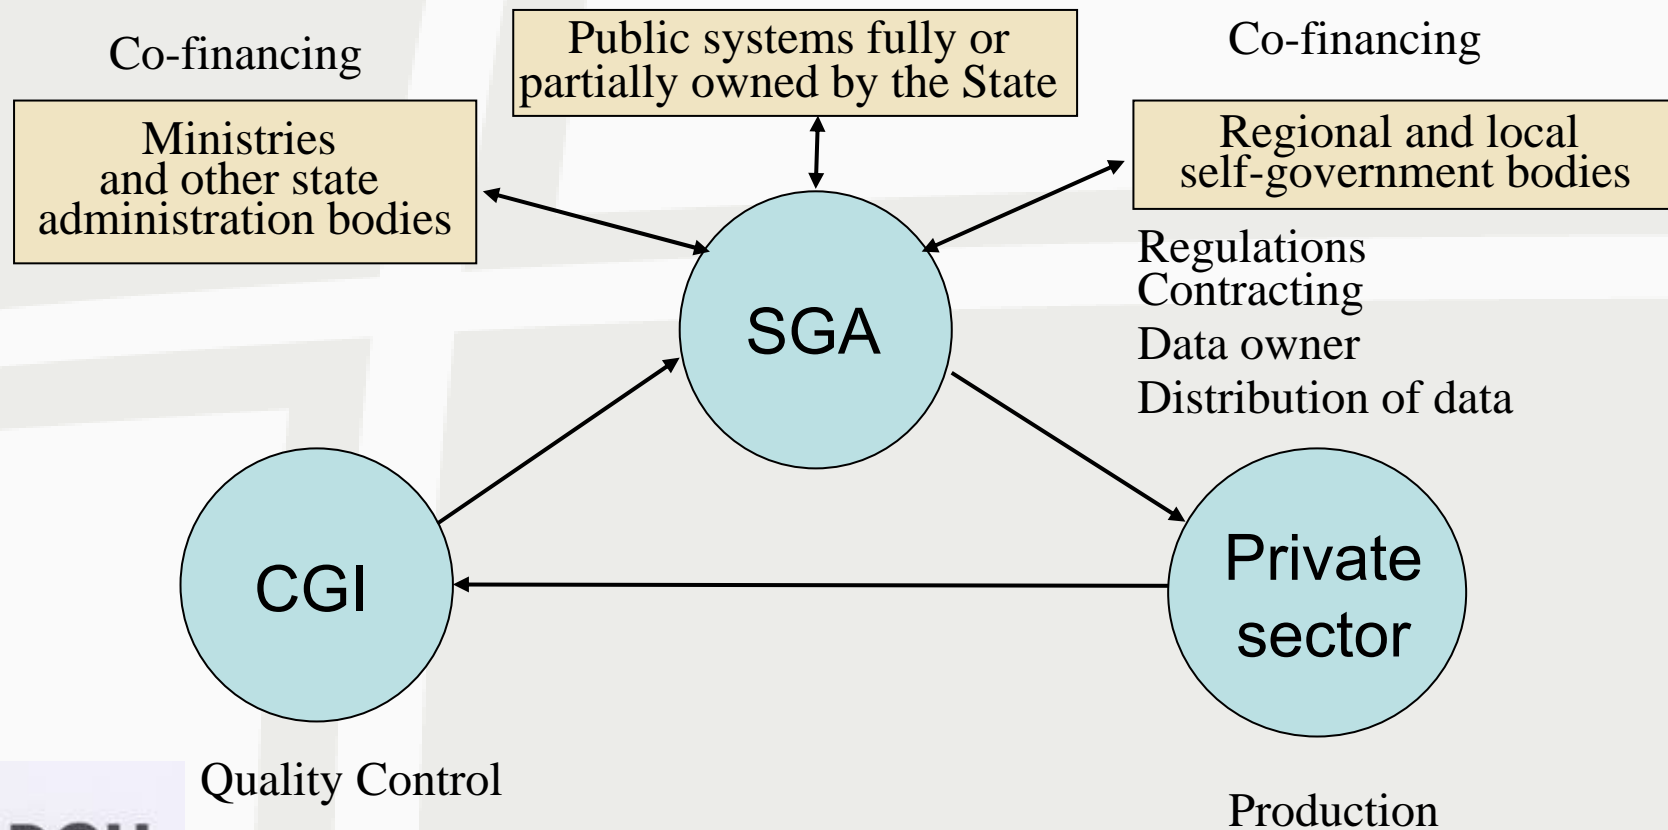 Co-financing
Public systems fully or
partially owned by the State
Co-financing
Ministries
and other state
administration bodies
Regional and local
self-government bodies
Regulations
Contracting
Data owner
Distribution of data
SGA
CGI
Private
sector
Quality Control
Production